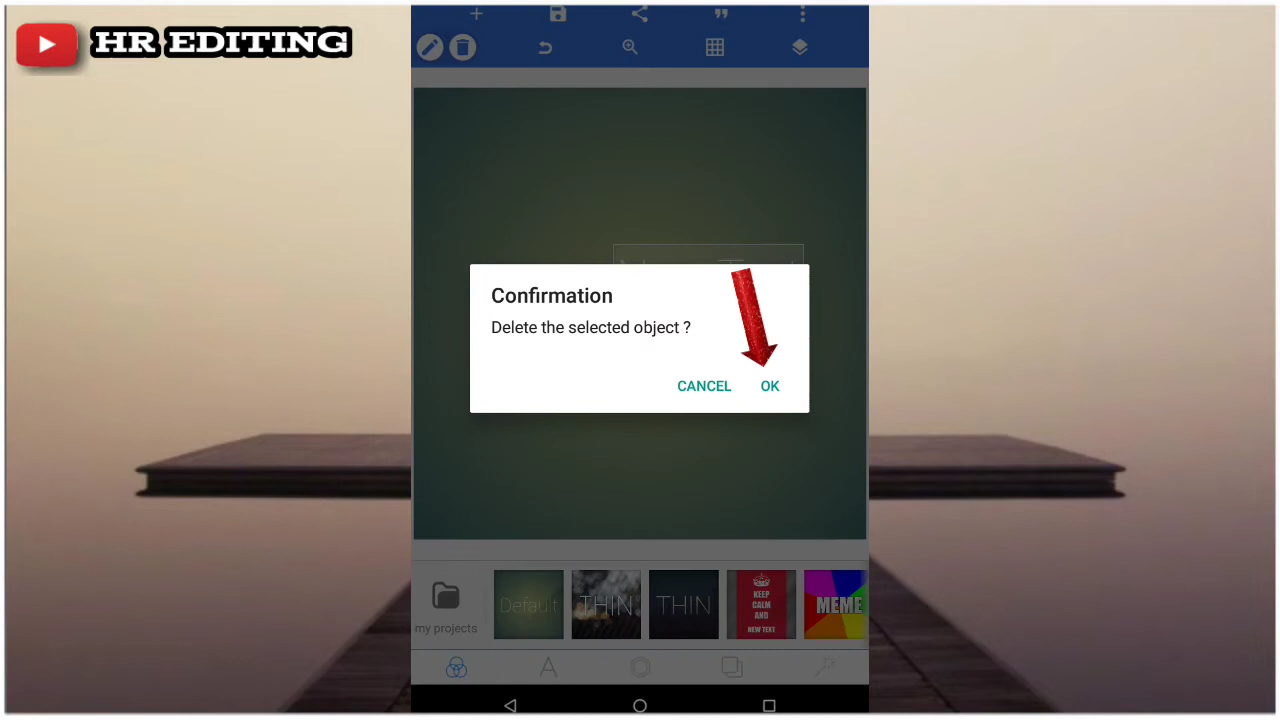 HR EDITING
Confirmation
Delete the selected object ?
CANCEL OK
my projects
Default
THIN
THIN
KEEP
CALM
AND
NEW TEXT
MEME